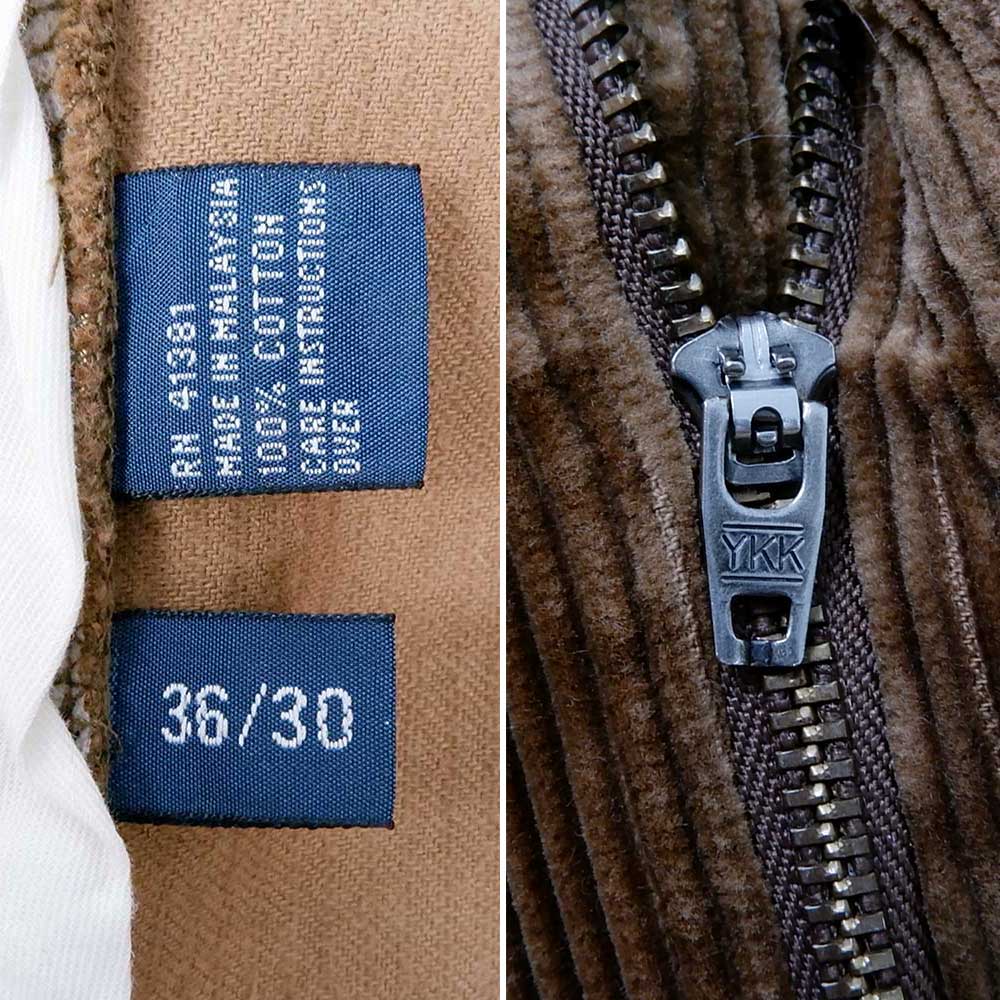 RN 41381
MADE IN MALAYSIA
100% COTTON
CARE INSTRUCTIONS
OVER
36/30
YKK